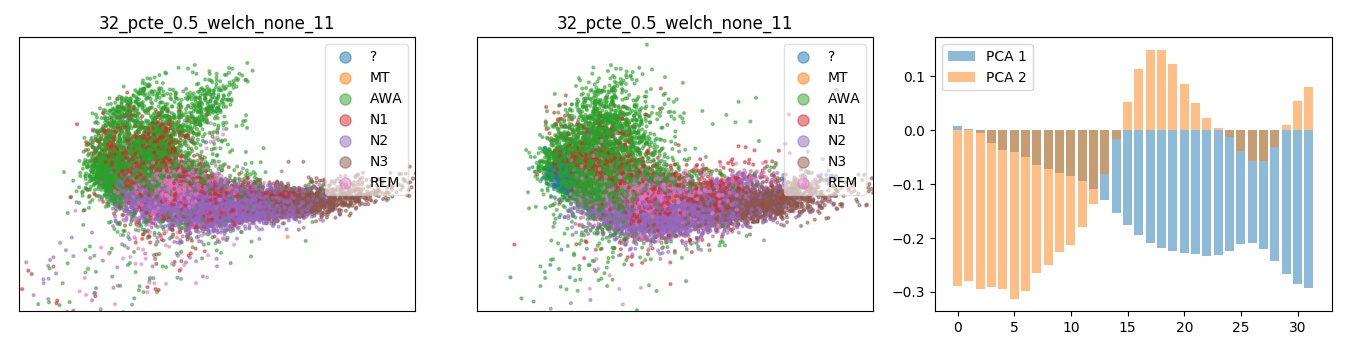 32_pcte_0.5_welch_none_11
?
MT
AWA
N1
N2
N3
REM
32_pcte_0.5_welch_none_11
?
MT
AWA
N1
N2
N3
REM
PCA 1
PCA 2
0.1
0.0
−0.1
−0.2
−0.3
0 5 10 15 20 25 30